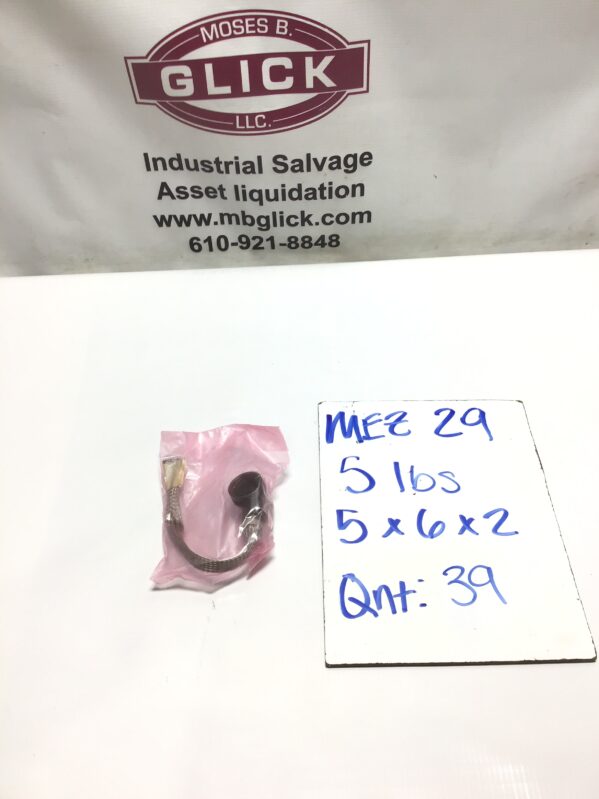 MOSES B.
GLICK
LLC.
Industrial Salvage
Asset liquidation
www.mbglick.com
610-921-8848
MEZ 29
5 lbs
5 x 6 x 2
Qnt: 39